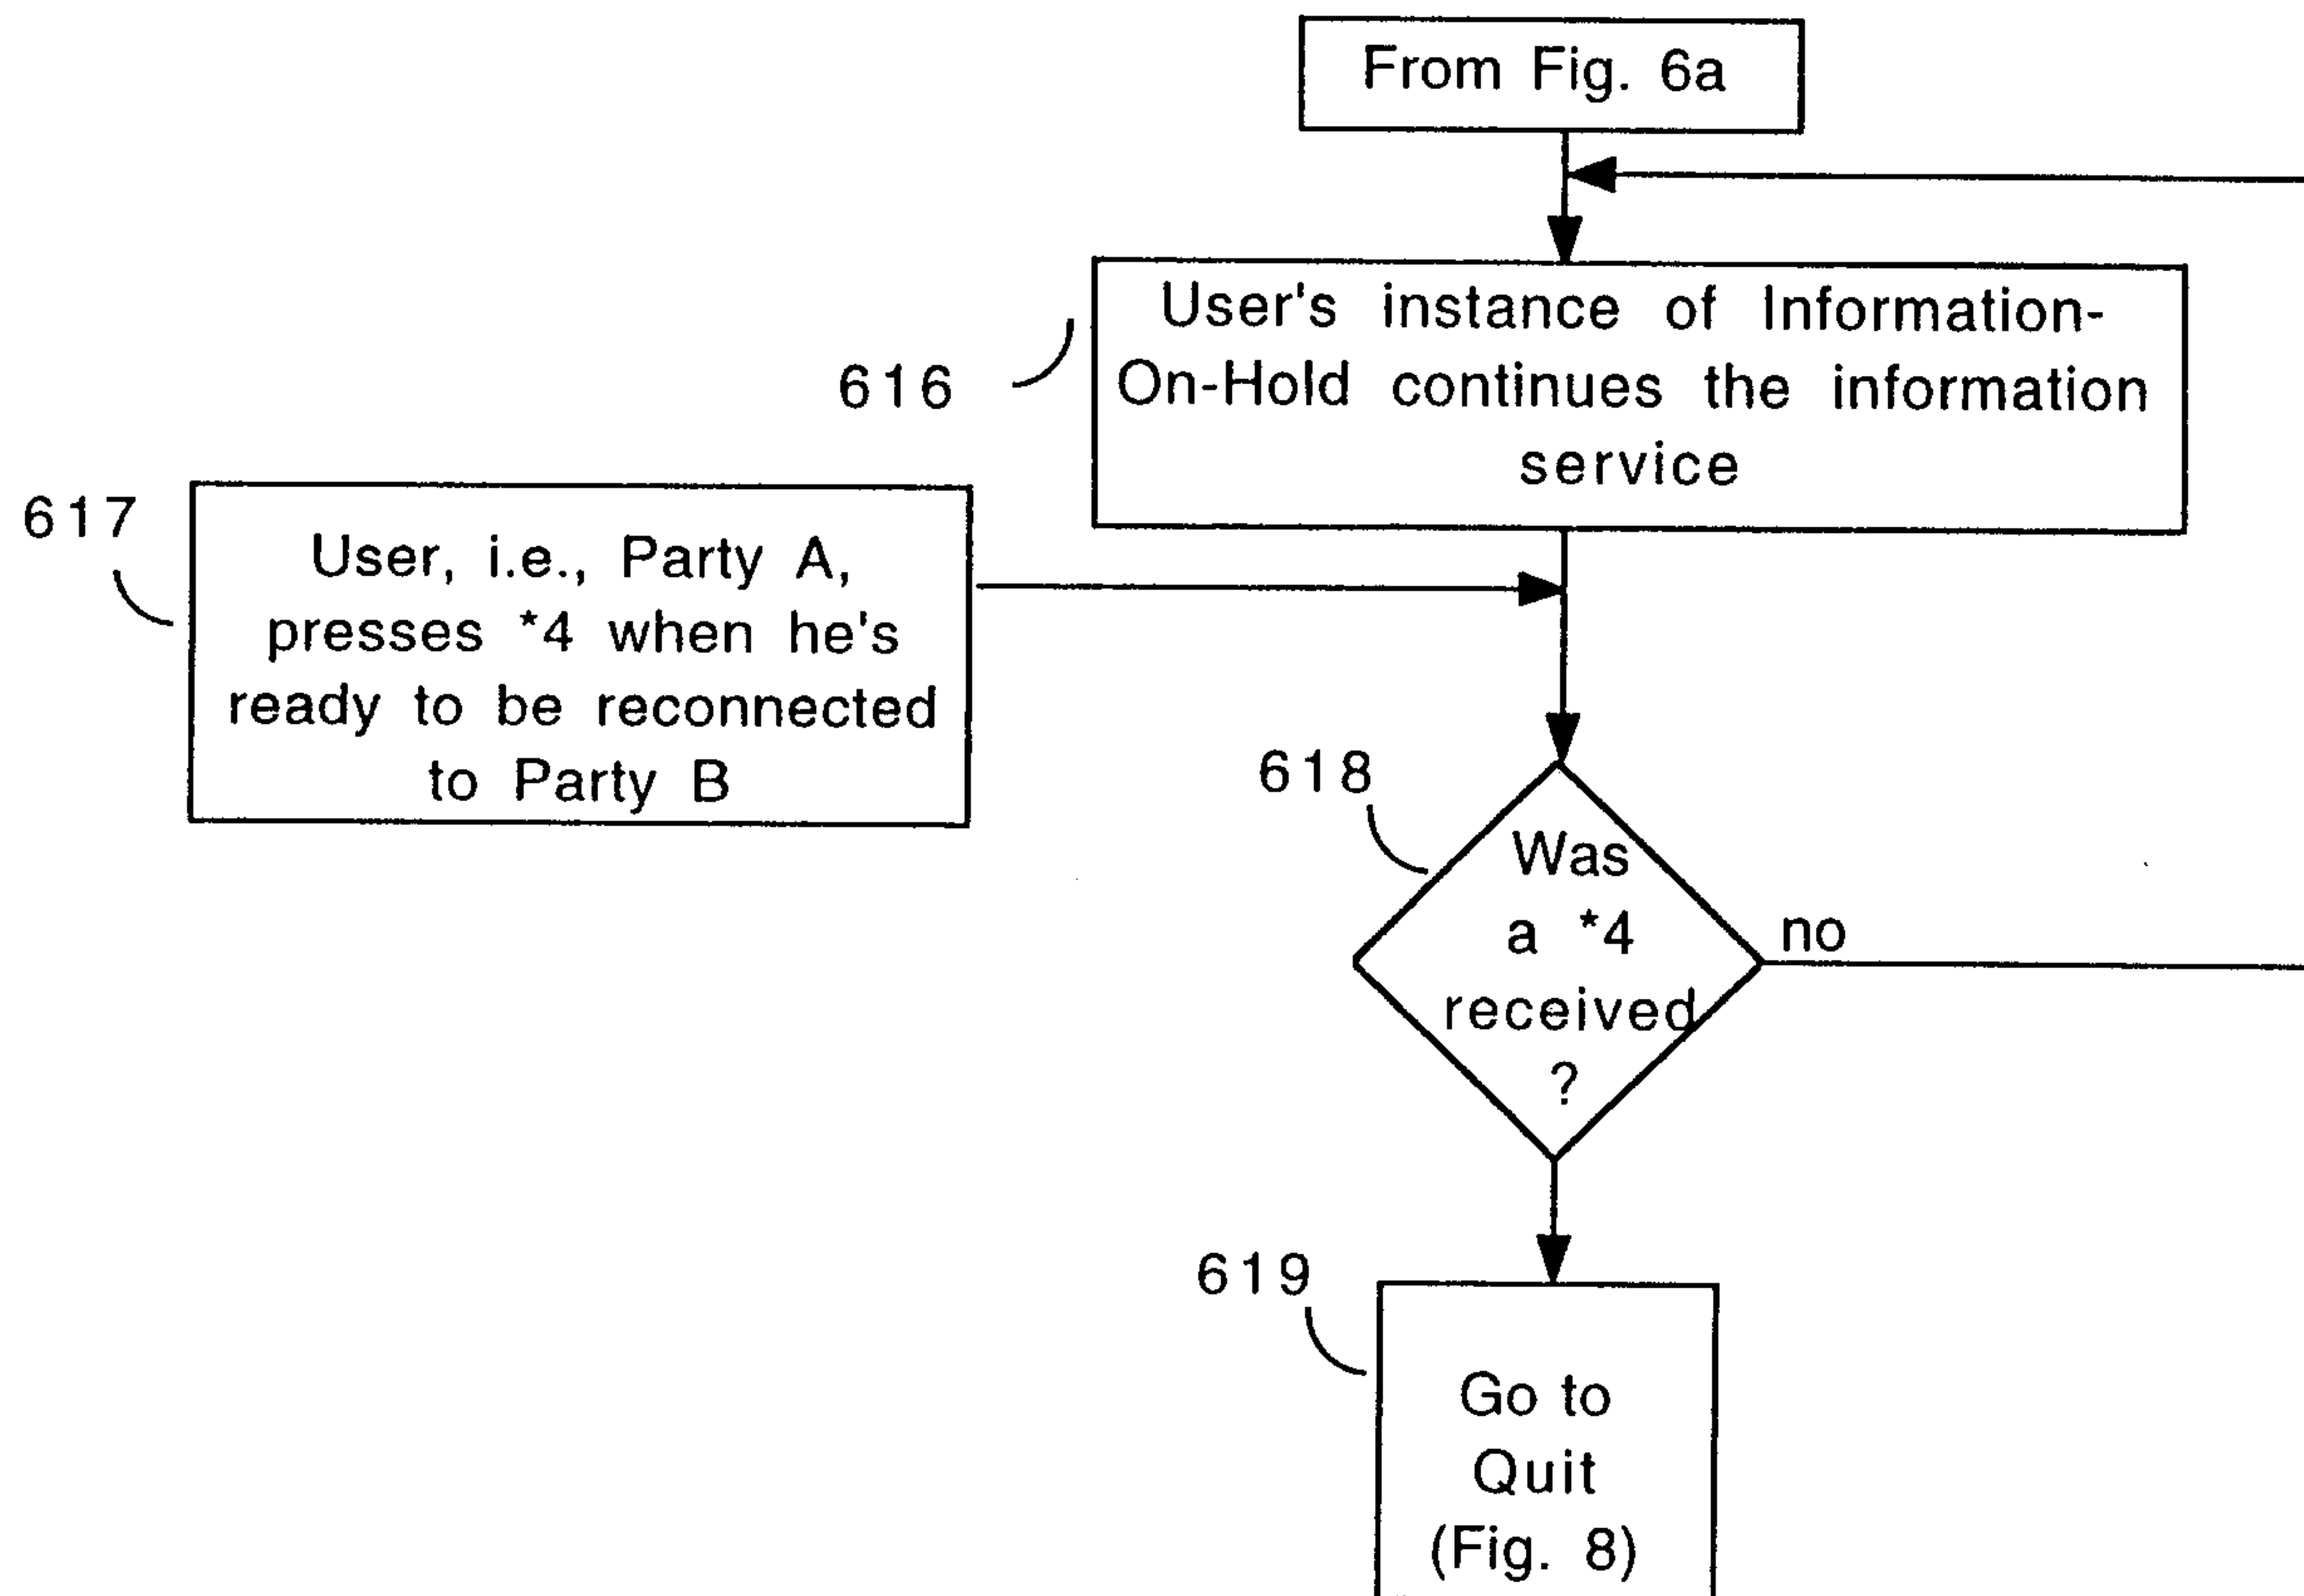 From Fig. 6a
616
User's instance of Information-
On-Hold continues the information
service
617
User, i.e., Party A,
presses *4 when he's
ready to be reconnected
to Party B
618
Was
a *4
received
?
no
619
Go to
Quit
(Fig. 8)